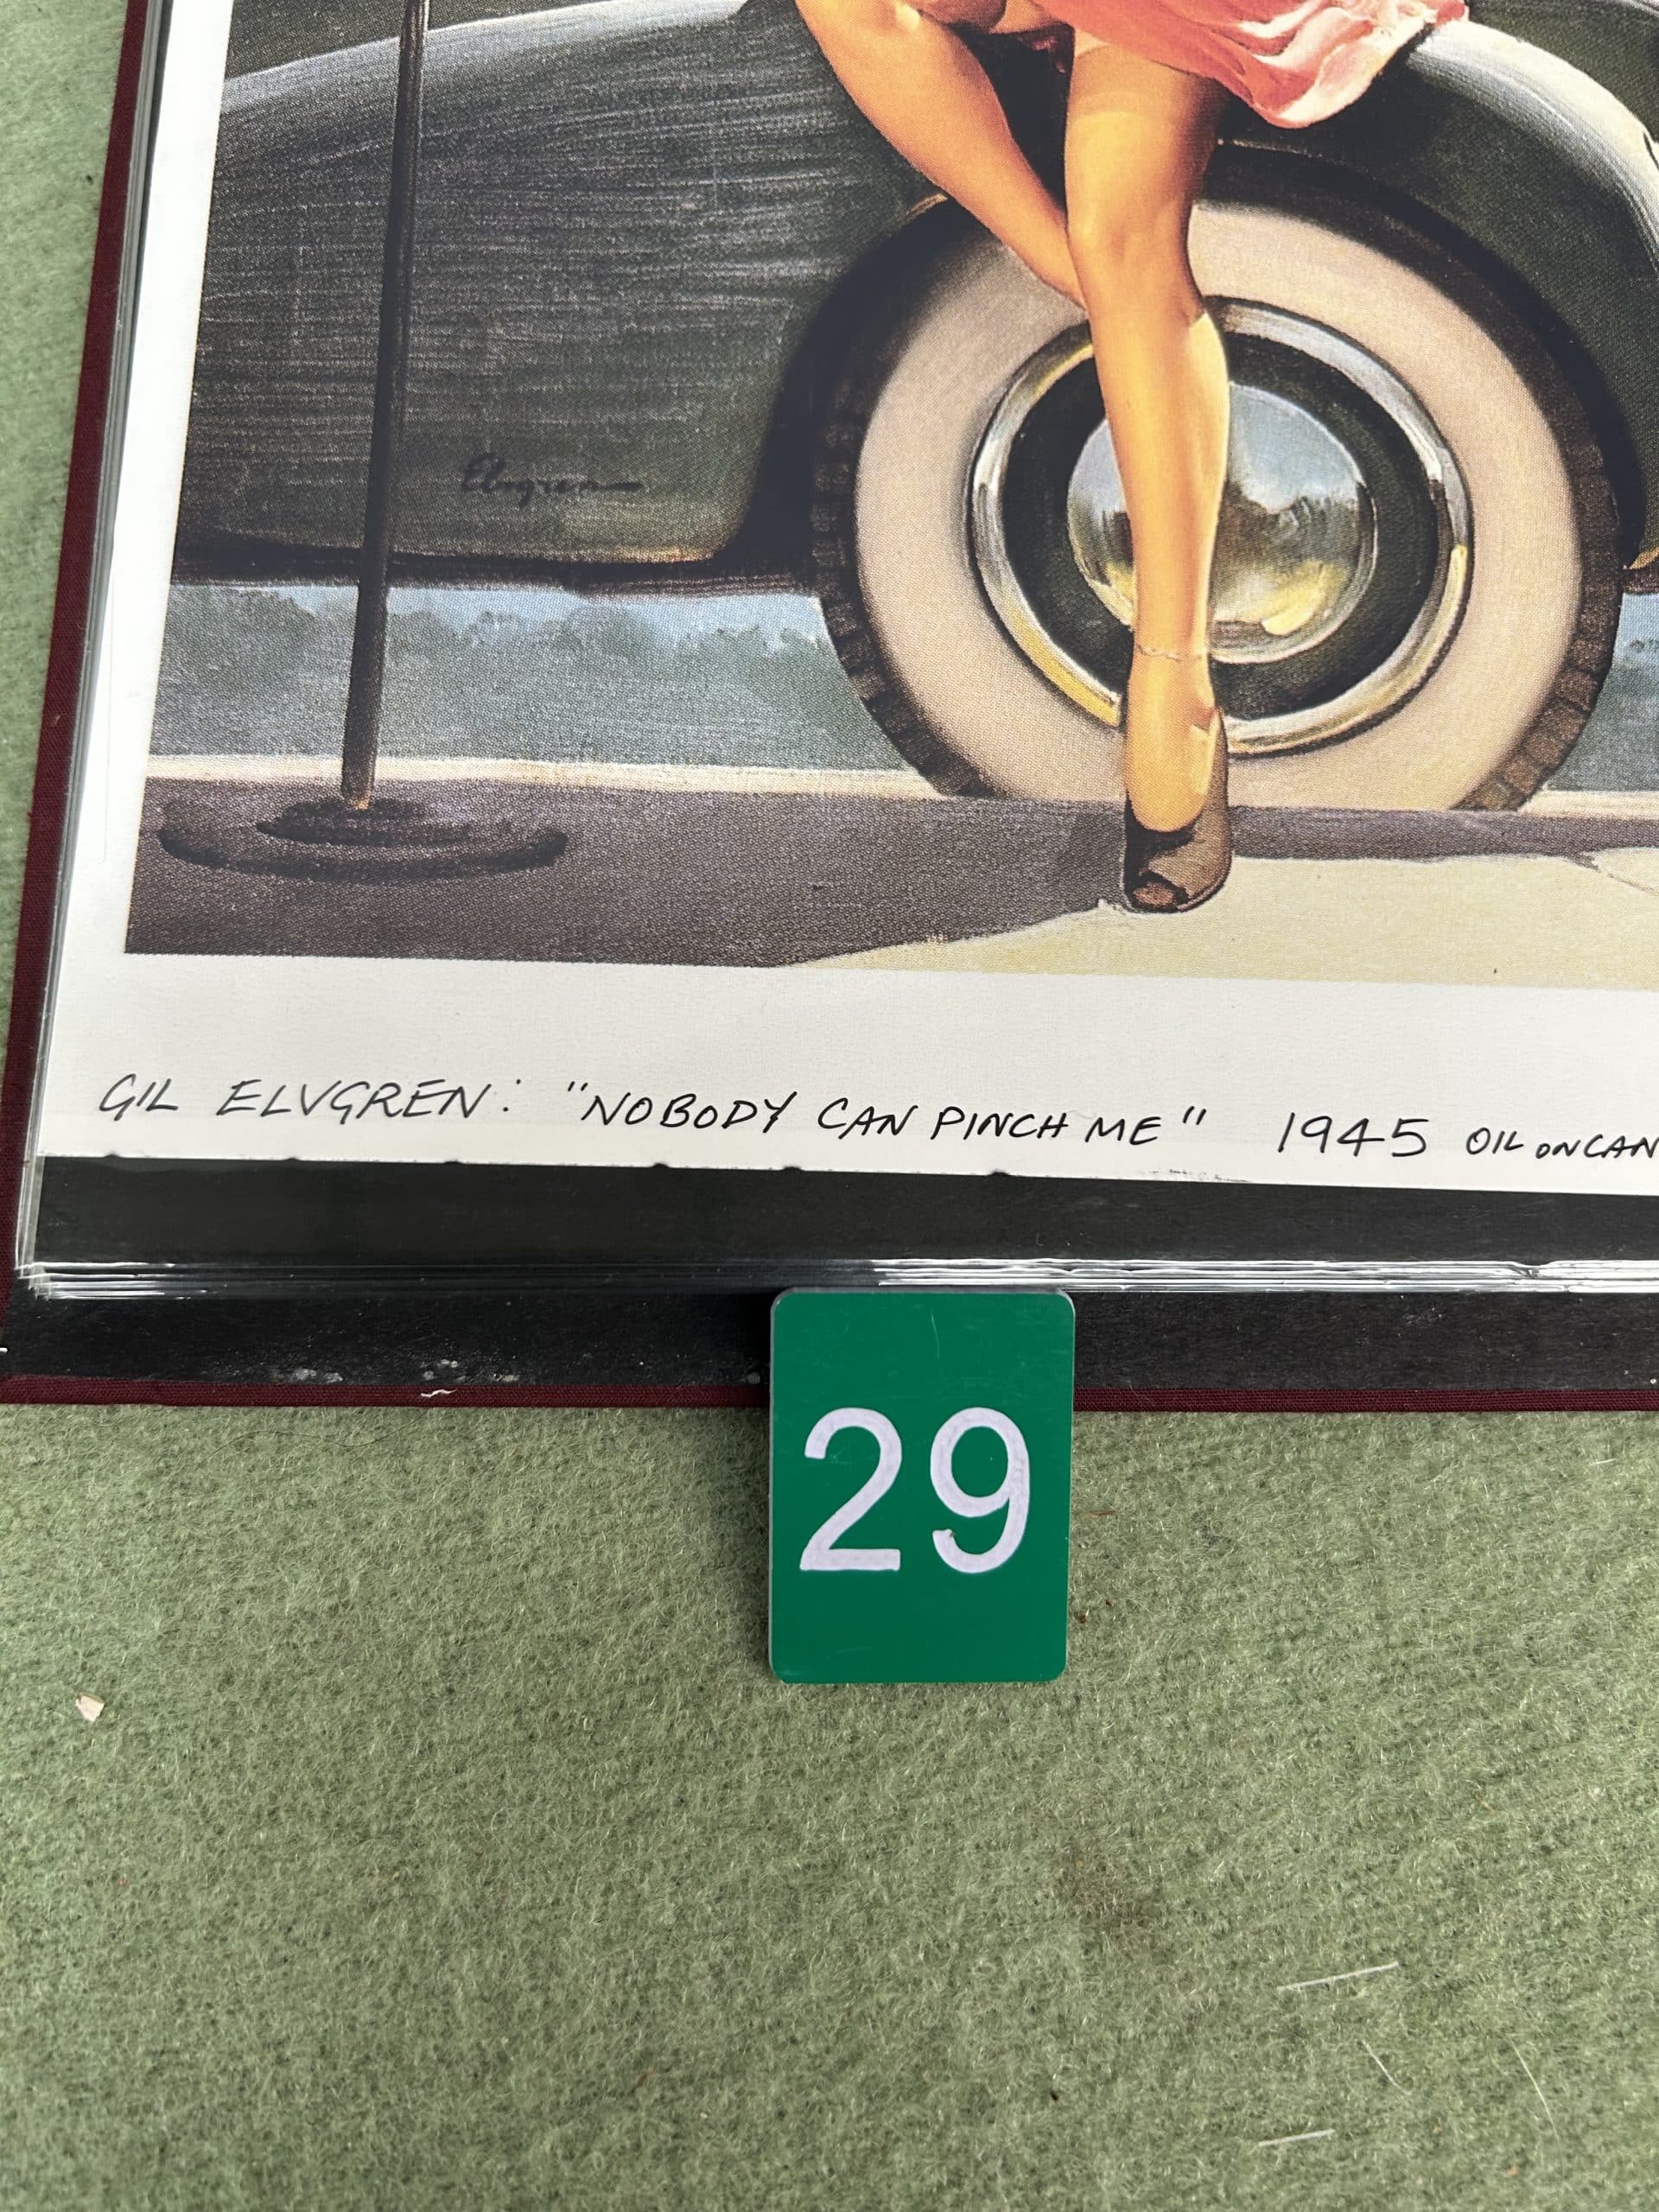 Elvgren
GIL ELVGREN: "NOBODY CAN PINCH ME" 1945 OIL ON CAN
29